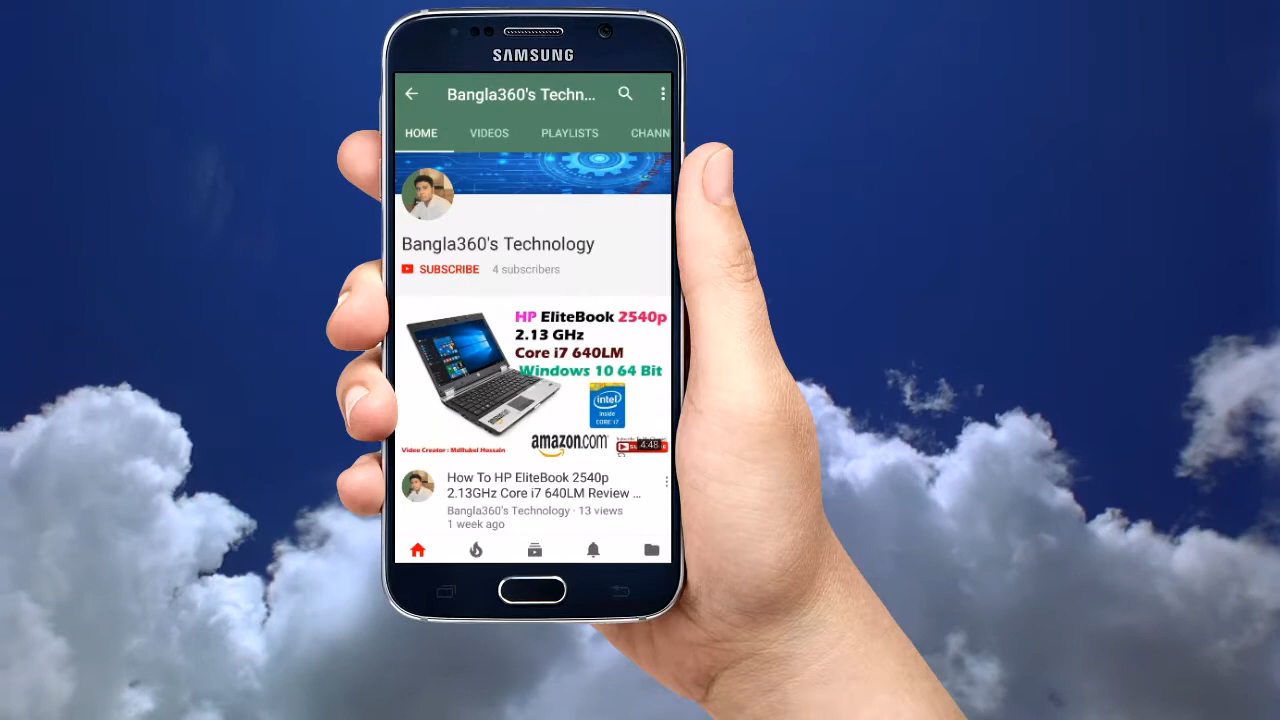 SAMSUNG
Bangla360's Techn...
HOME VIDEOS PLAYLISTS CHANN
Bangla360's Technology
SUBSCRIBE 4 subscribers
HP EliteBook 2540p
2.13 GHz
Core i7 640LM
Windows 10 64 Bit
intel
inside
CORE i7
amazon.com
4:48
Video Creator : MdRubel Hossain
How To HP EliteBook 2540p
2.13GHz Core i7 640LM Review ...
Bangla360's Technology · 13 views
1 week ago